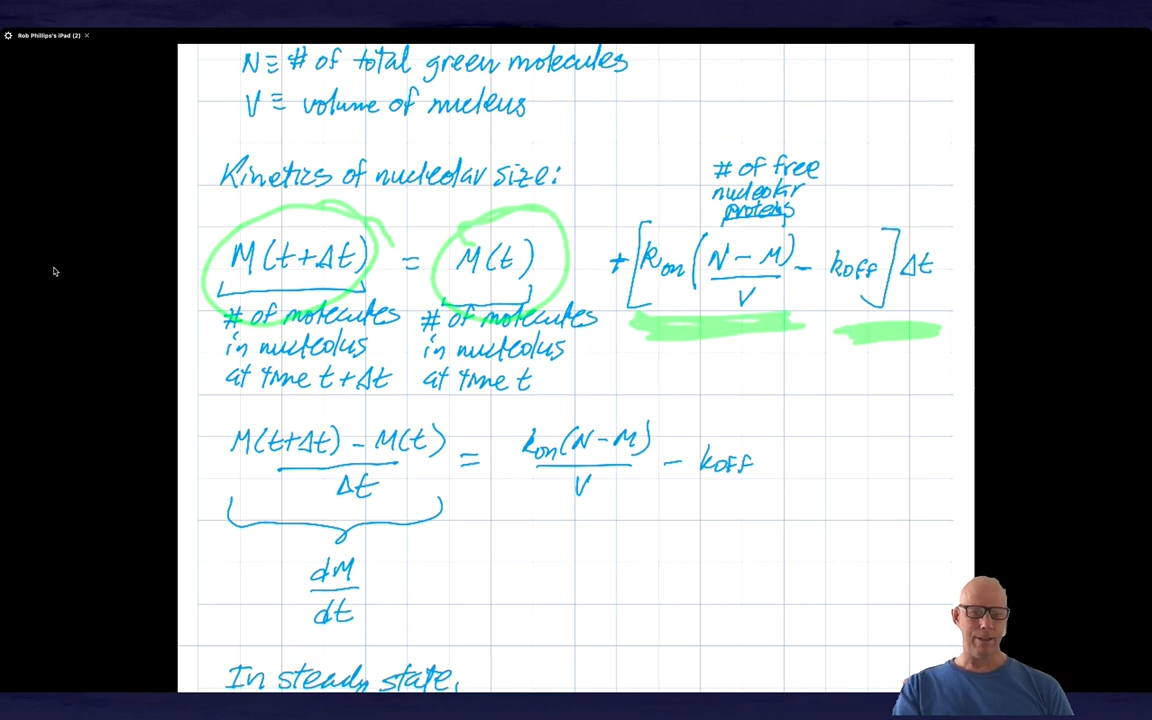 Rob Phillips's iPad (2)
N ≡ # of total green molecules
V ≡ volume of nucleus
Kinetics of nucleolar size:
# of free
nucleolar
proteins
M(t+Δt) = M(t) + [kon (N-M)/V - koff] Δt
# of molecules # of molecules
in nucleolus in nucleolus
at time t+Δt at time t
M(t+Δt) - M(t) / Δt = kon(N-M) / V - koff
dM
dt
In steady state,